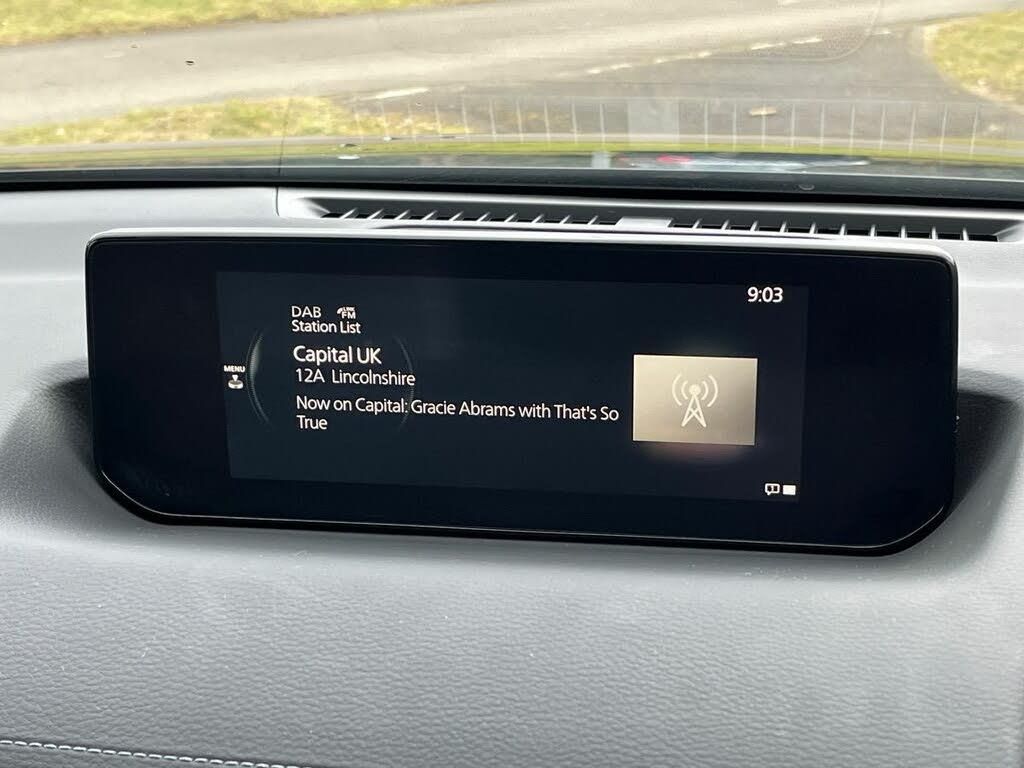 9:03
DAB LINK FM
Station List
MENU
Capital UK
12A Lincolnshire
Now on Capital: Gracie Abrams with That's So
True